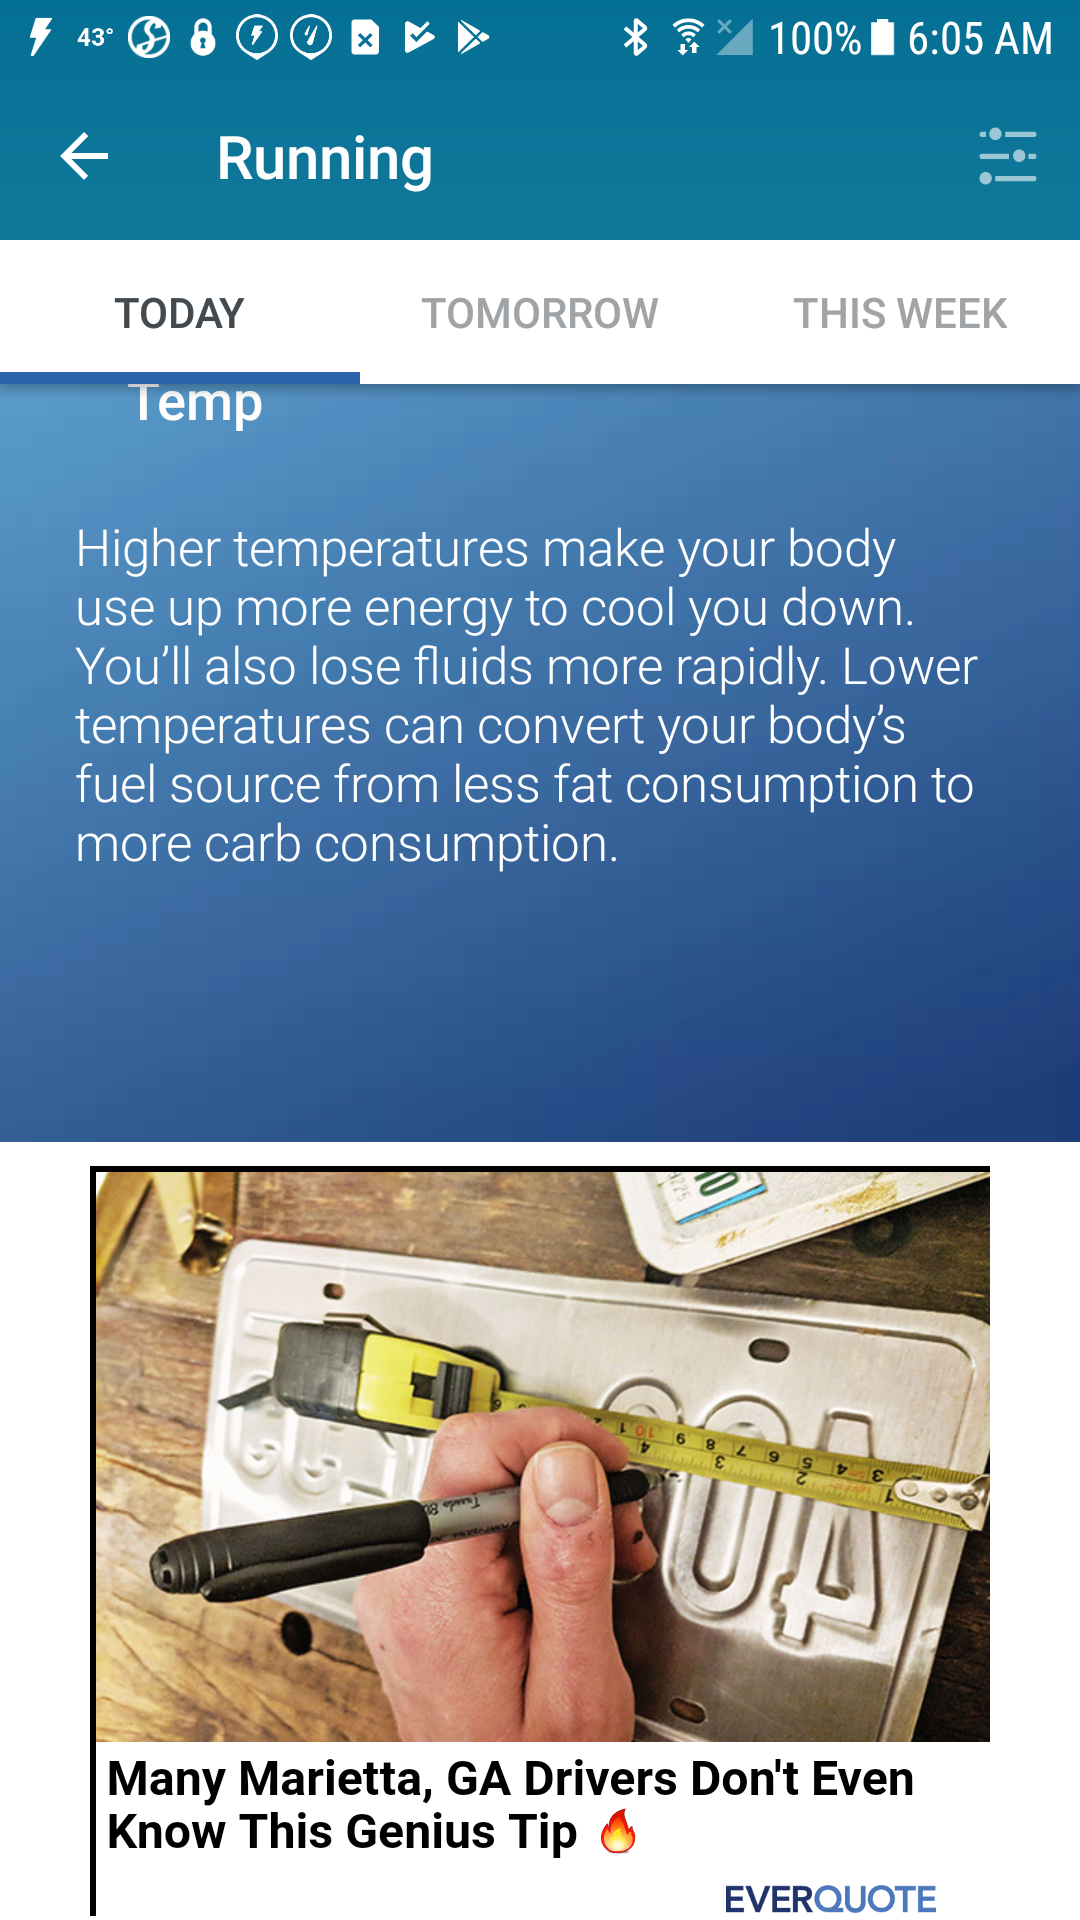 43°
100%
6:05 AM
Running
TODAY
TOMORROW
THIS WEEK
Temp
Higher temperatures make your body
use up more energy to cool you down.
You’ll also lose fluids more rapidly. Lower
temperatures can convert your body’s
fuel source from less fat consumption to
more carb consumption.
Many Marietta, GA Drivers Don't Even
Know This Genius Tip 🔥
EVERQUOTE